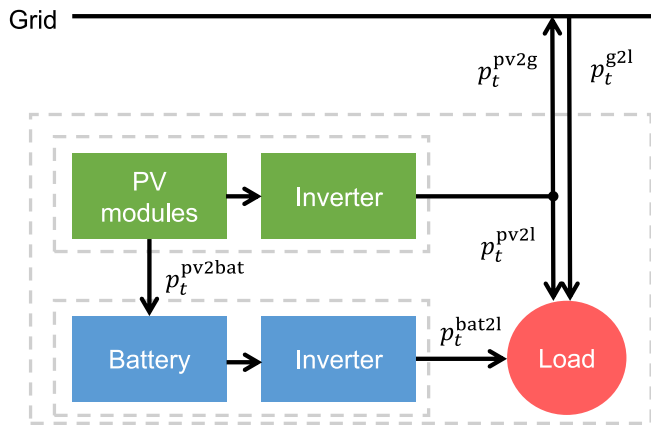 Grid
p_t^pv2g
p_t^g2l
PV
modules
Inverter
p_t^pv2l
p_t^pv2bat
Battery
Inverter
p_t^bat2l
Load